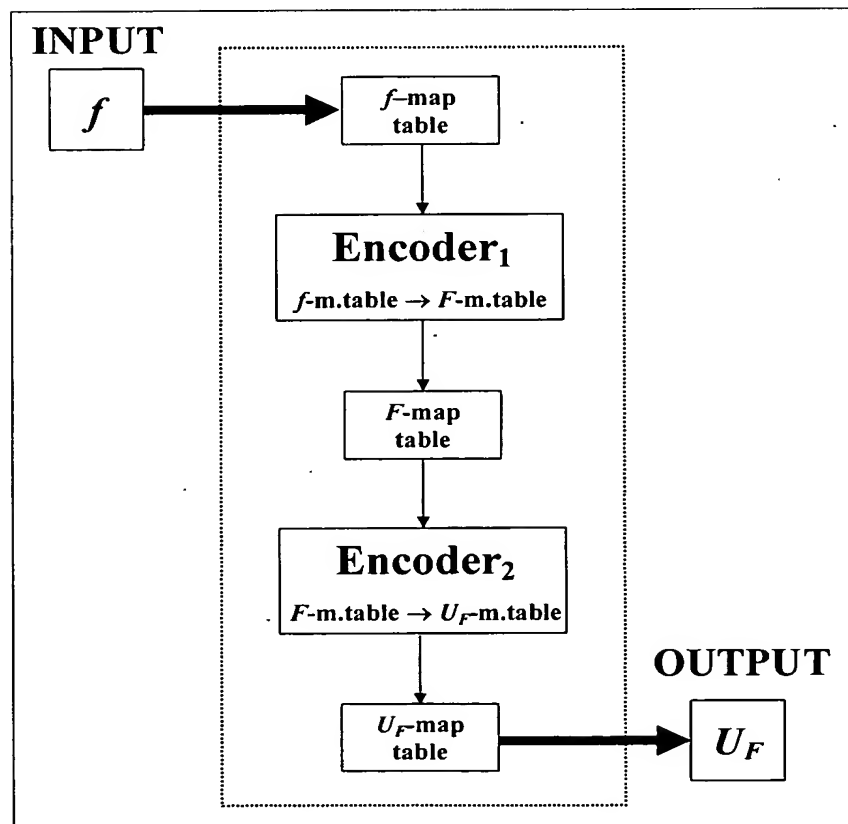 INPUT
f
f–map
table
Encoder₁
f-m.table → F-m.table
F-map
table
Encoder₂
F-m.table → U_F-m.table
OUTPUT
U_F-map
table
U_F